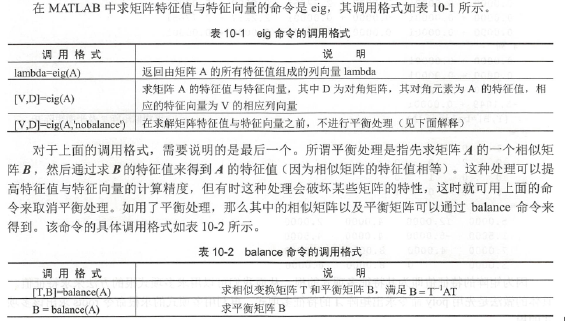 在 MATLAB 中求矩阵特征值与特征向量的命令是 eig，其调用格式如表 10-1 所示。
表 10-1 eig 命令的调用格式
调 用 格 式 说 明
lambda=eig(A) 返回由矩阵 A 的所有特征值组成的列向量 lambda
[V,D]=eig(A) 求矩阵 A 的特征值与特征向量，其中 D 为对角矩阵，其对角元素为 A 的特征值，相
应的特征向量为 V 的相应列向量
[V,D]=eig(A,'nobalance') 在求解矩阵特征值与特征向量之前，不进行平衡处理（见下面解释）
对于上面的调用格式，需要说明的是最后一个。所谓平衡处理是指先求矩阵 A 的一个相似矩
阵 B，然后通过求 B 的特征值来得到 A 的特征值（因为相似矩阵的特征值相等）。这种处理可以提
高特征值与特征向量的计算精度，但有时这种处理会破坏某些矩阵的特性，这时就可用上面的命
令来取消平衡处理。如用了平衡处理，那么其中的相似矩阵以及平衡矩阵可以通过 balance 命令来
得到。该命令的具体调用格式如表 10-2 所示。
表 10-2 balance 命令的调用格式
调 用 格 式 说 明
[T,B]=balance(A) 求相似变换矩阵 T 和平衡矩阵 B，满足 B = T⁻¹AT
B = balance(A) 求平衡矩阵 B